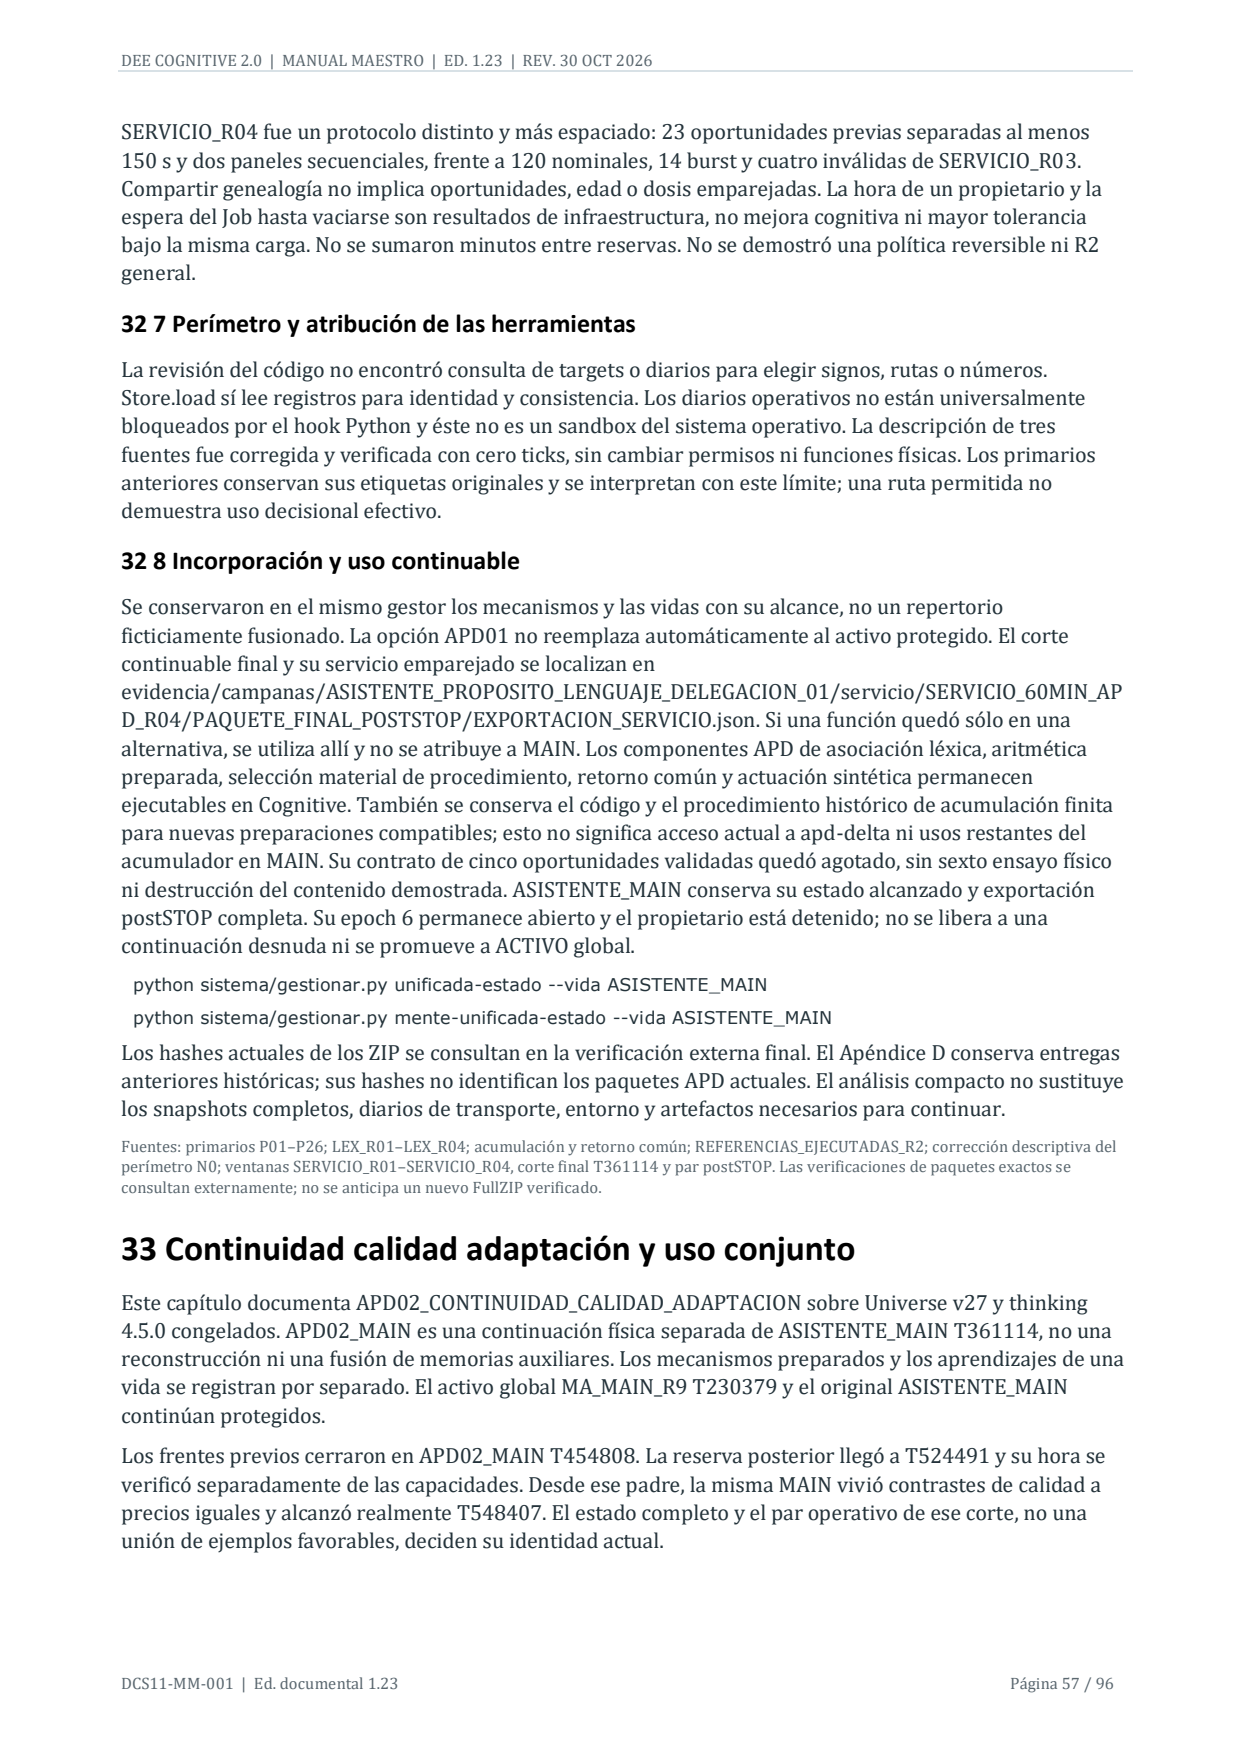 DEE COGNITIVE 2.0 | MANUAL MAESTRO | ED. 1.23 | REV. 30 OCT 2026
SERVICIO_R04 fue un protocolo distinto y más espaciado: 23 oportunidades previas separadas al menos
150 s y dos paneles secuenciales, frente a 120 nominales, 14 burst y cuatro inválidas de SERVICIO_R03.
Compartir genealogía no implica oportunidades, edad o dosis emparejadas. La hora de un propietario y la
espera del Job hasta vaciarse son resultados de infraestructura, no mejora cognitiva ni mayor tolerancia
bajo la misma carga. No se sumaron minutos entre reservas. No se demostró una política reversible ni R2
general.
32 7 Perímetro y atribución de las herramientas
La revisión del código no encontró consulta de targets o diarios para elegir signos, rutas o números.
Store.load sí lee registros para identidad y consistencia. Los diarios operativos no están universalmente
bloqueados por el hook Python y éste no es un sandbox del sistema operativo. La descripción de tres
fuentes fue corregida y verificada con cero ticks, sin cambiar permisos ni funciones físicas. Los primarios
anteriores conservan sus etiquetas originales y se interpretan con este límite; una ruta permitida no
demuestra uso decisional efectivo.
32 8 Incorporación y uso continuable
Se conservaron en el mismo gestor los mecanismos y las vidas con su alcance, no un repertorio
ficticiamente fusionado. La opción APD01 no reemplaza automáticamente al activo protegido. El corte
continuable final y su servicio emparejado se localizan en
evidencia/campanas/ASISTENTE_PROPOSITO_LENGUAJE_DELEGACION_01/servicio/SERVICIO_60MIN_AP
D_R04/PAQUETE_FINAL_POSTSTOP/EXPORTACION_SERVICIO.json. Si una función quedó sólo en una
alternativa, se utiliza allí y no se atribuye a MAIN. Los componentes APD de asociación léxica, aritmética
preparada, selección material de procedimiento, retorno común y actuación sintética permanecen
ejecutables en Cognitive. También se conserva el código y el procedimiento histórico de acumulación finita
para nuevas preparaciones compatibles; esto no significa acceso actual a apd-delta ni usos restantes del
acumulador en MAIN. Su contrato de cinco oportunidades validadas quedó agotado, sin sexto ensayo físico
ni destrucción del contenido demostrada. ASISTENTE_MAIN conserva su estado alcanzado y exportación
postSTOP completa. Su epoch 6 permanece abierto y el propietario está detenido; no se libera a una
continuación desnuda ni se promueve a ACTIVO global.
python sistema/gestionar.py unificada-estado --vida ASISTENTE_MAIN
python sistema/gestionar.py mente-unificada-estado --vida ASISTENTE_MAIN
Los hashes actuales de los ZIP se consultan en la verificación externa final. El Apéndice D conserva entregas
anteriores históricas; sus hashes no identifican los paquetes APD actuales. El análisis compacto no sustituye
los snapshots completos, diarios de transporte, entorno y artefactos necesarios para continuar.
Fuentes: primarios P01–P26; LEX_R01–LEX_R04; acumulación y retorno común; REFERENCIAS_EJECUTADAS_R2; corrección descriptiva del
perímetro N0; ventanas SERVICIO_R01–SERVICIO_R04, corte final T361114 y par postSTOP. Las verificaciones de paquetes exactos se
consultan externamente; no se anticipa un nuevo FullZIP verificado.
33 Continuidad calidad adaptación y uso conjunto
Este capítulo documenta APD02_CONTINUIDAD_CALIDAD_ADAPTACION sobre Universe v27 y thinking
4.5.0 congelados. APD02_MAIN es una continuación física separada de ASISTENTE_MAIN T361114, no una
reconstrucción ni una fusión de memorias auxiliares. Los mecanismos preparados y los aprendizajes de una
vida se registran por separado. El activo global MA_MAIN_R9 T230379 y el original ASISTENTE_MAIN
continúan protegidos.
Los frentes previos cerraron en APD02_MAIN T454808. La reserva posterior llegó a T524491 y su hora se
verificó separadamente de las capacidades. Desde ese padre, la misma MAIN vivió contrastes de calidad a
precios iguales y alcanzó realmente T548407. El estado completo y el par operativo de ese corte, no una
unión de ejemplos favorables, deciden su identidad actual.
DCS11-MM-001 | Ed. documental 1.23
Página 57 / 96